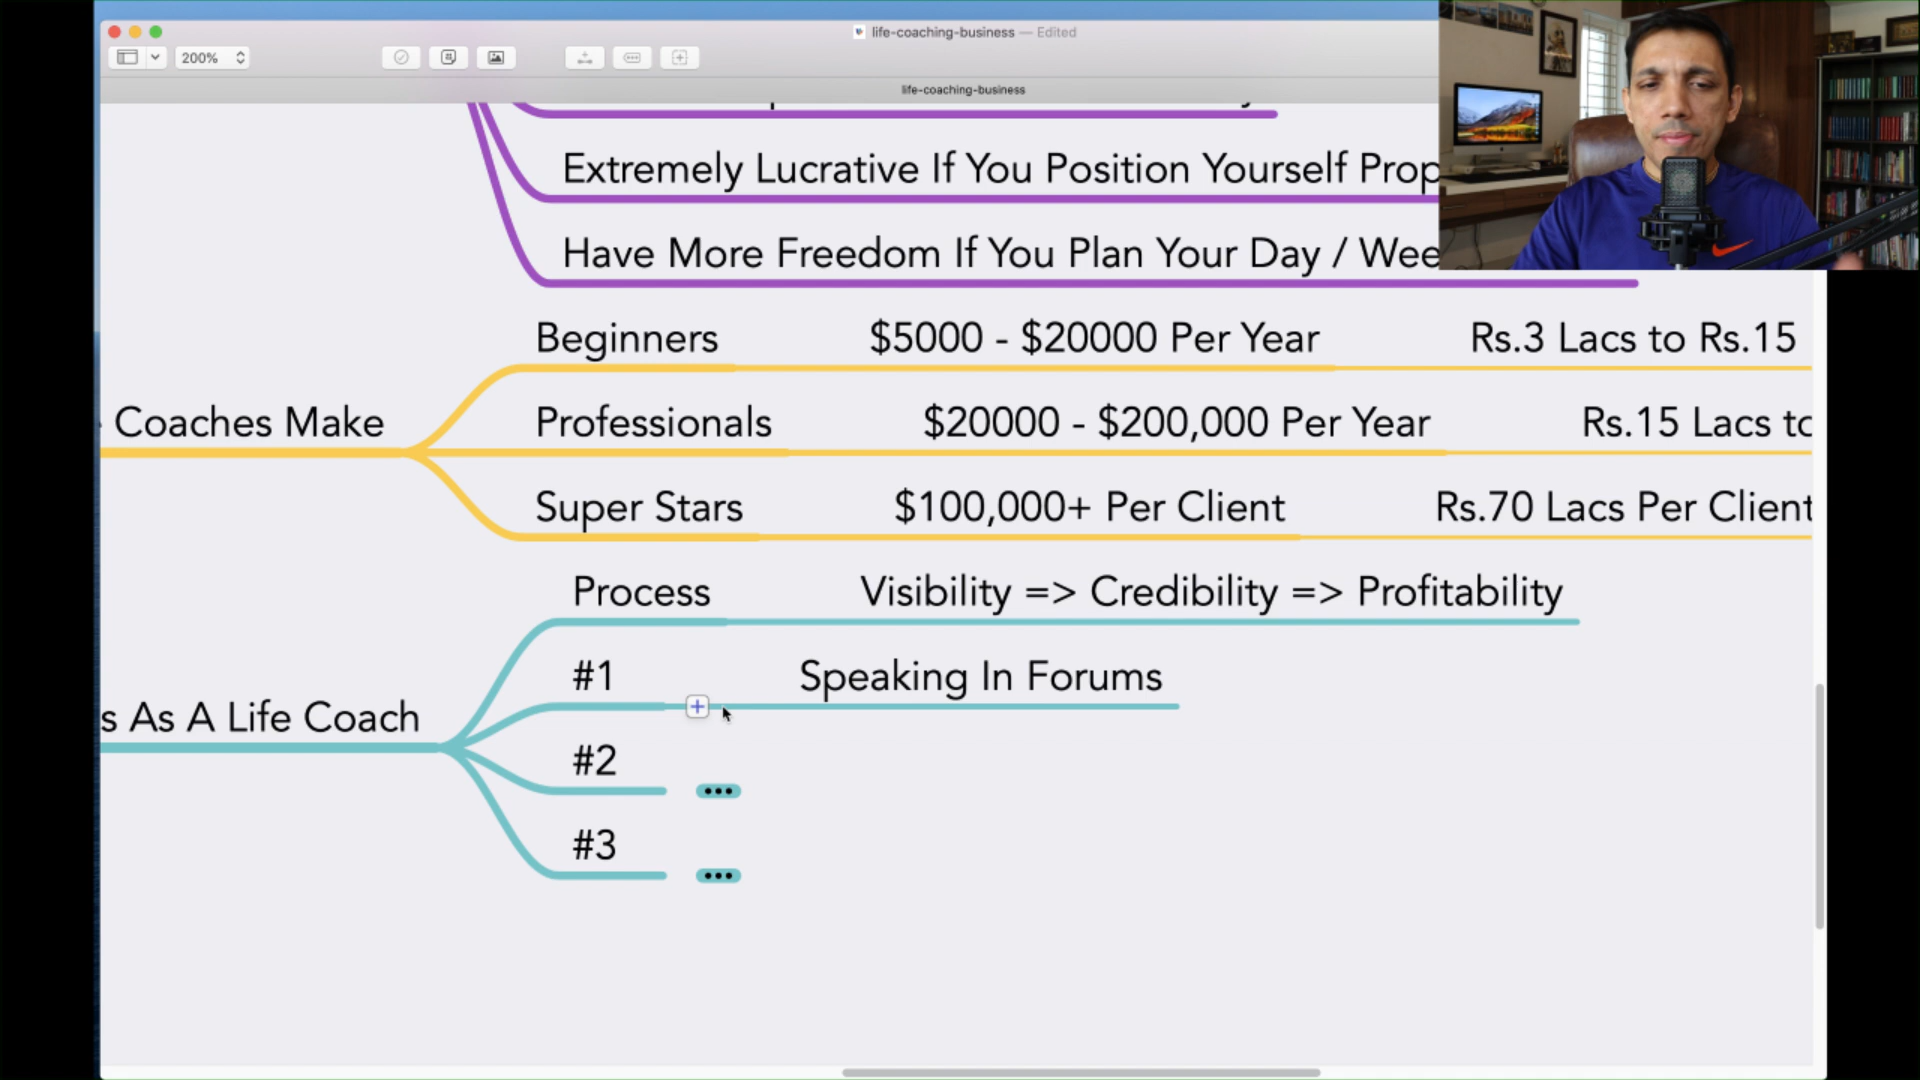 life-coaching-business — Edited
200%
life-coaching-business
Extremely Lucrative If You Position Yourself Prop
Have More Freedom If You Plan Your Day / Wee
Beginners $5000 - $20000 Per Year Rs.3 Lacs to Rs.15
Coaches Make Professionals $20000 - $200,000 Per Year Rs.15 Lacs to
Super Stars $100,000+ Per Client Rs.70 Lacs Per Client
Process Visibility => Credibility => Profitability
#1 Speaking In Forums
s As A Life Coach
#2
#3